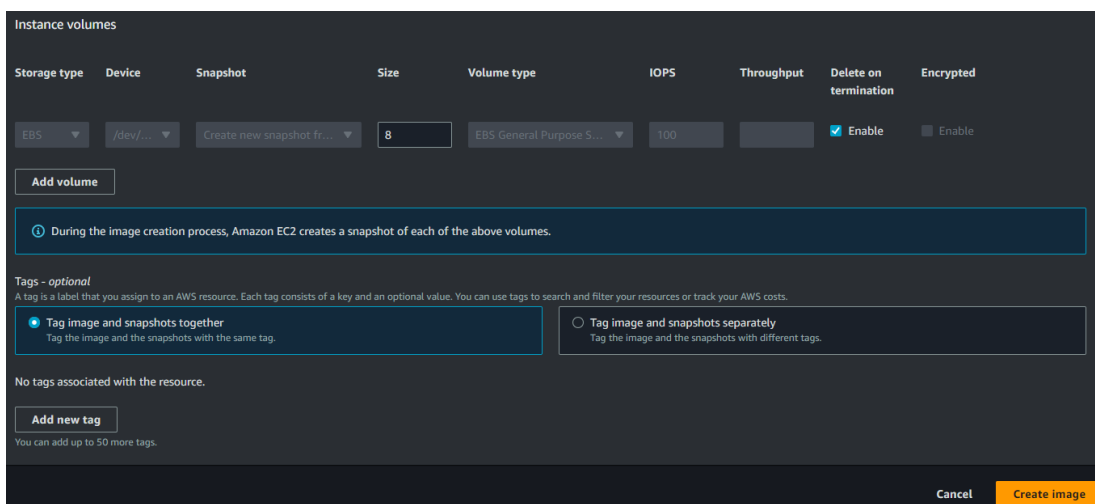 Instance volumes
Storage type Device Snapshot Size Volume type IOPS Throughput Delete on termination Encrypted
EBS /dev/... Create new snapshot fr... 8 EBS General Purpose S... 100 Enable Enable
Add volume
During the image creation process, Amazon EC2 creates a snapshot of each of the above volumes.
Tags - optional
A tag is a label that you assign to an AWS resource. Each tag consists of a key and an optional value. You can use tags to search and filter your resources or track your AWS costs.
Tag image and snapshots together
Tag the image and the snapshots with the same tag.
Tag image and snapshots separately
Tag the image and the snapshots with different tags.
No tags associated with the resource.
Add new tag
You can add up to 50 more tags.
Cancel Create image